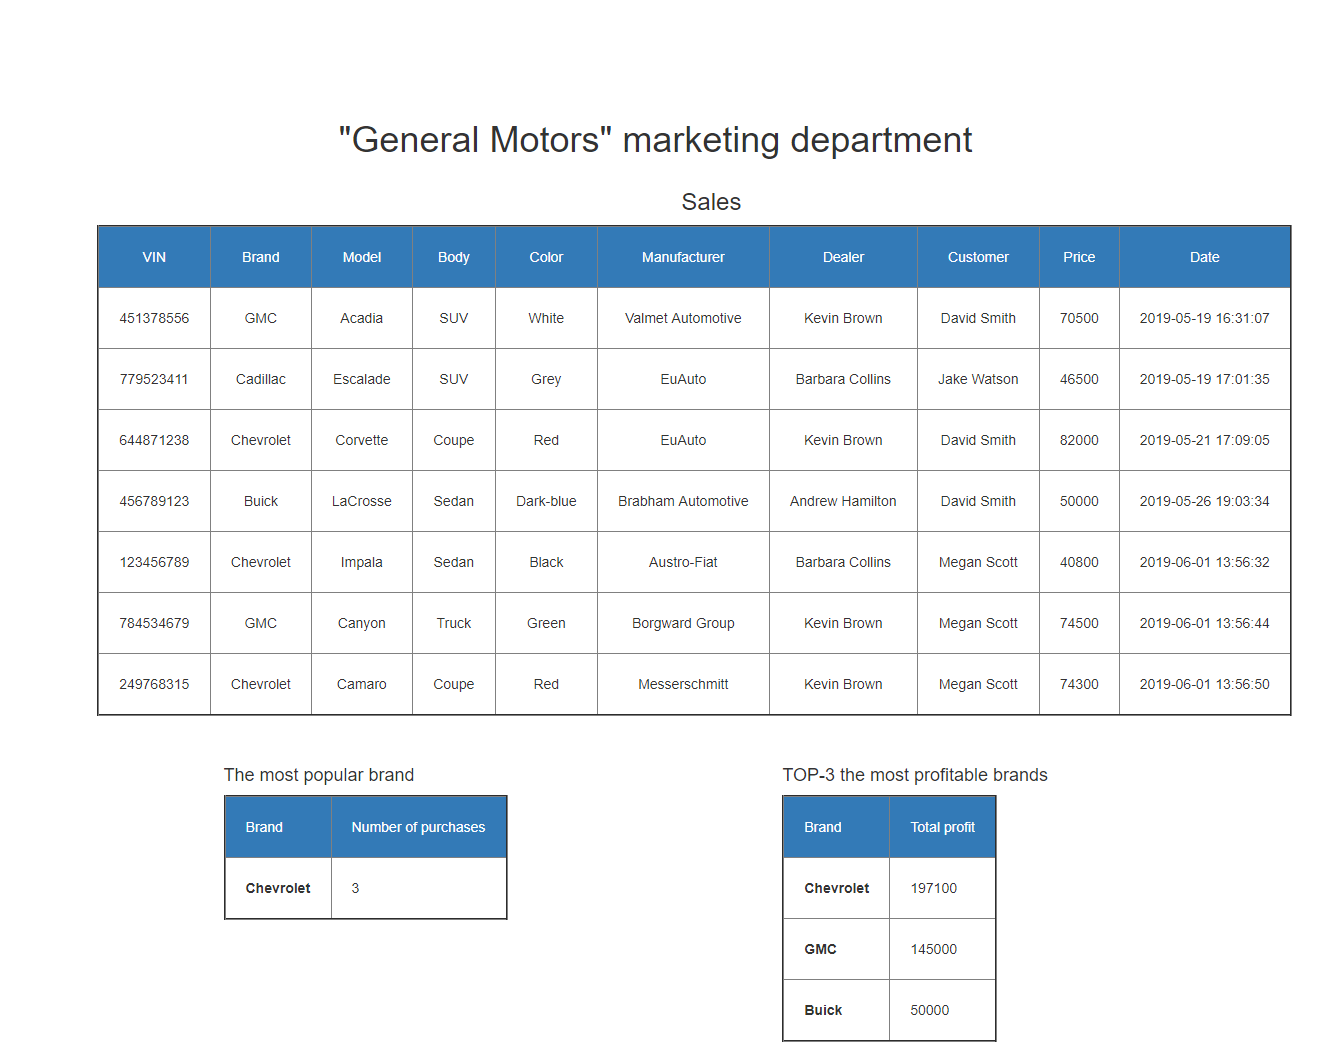 "General Motors" marketing department
Sales
VIN Brand Model Body Color Manufacturer Dealer Customer Price Date
451378556 GMC Acadia SUV White Valmet Automotive Kevin Brown David Smith 70500 2019-05-19 16:31:07
779523411 Cadillac Escalade SUV Grey EuAuto Barbara Collins Jake Watson 46500 2019-05-19 17:01:35
644871238 Chevrolet Corvette Coupe Red EuAuto Kevin Brown David Smith 82000 2019-05-21 17:09:05
456789123 Buick LaCrosse Sedan Dark-blue Brabham Automotive Andrew Hamilton David Smith 50000 2019-05-26 19:03:34
123456789 Chevrolet Impala Sedan Black Austro-Fiat Barbara Collins Megan Scott 40800 2019-06-01 13:56:32
784534679 GMC Canyon Truck Green Borgward Group Kevin Brown Megan Scott 74500 2019-06-01 13:56:44
249768315 Chevrolet Camaro Coupe Red Messerschmitt Kevin Brown Megan Scott 74300 2019-06-01 13:56:50
The most popular brand
Brand Number of purchases
Chevrolet 3
TOP-3 the most profitable brands
Brand Total profit
Chevrolet 197100
GMC 145000
Buick 50000